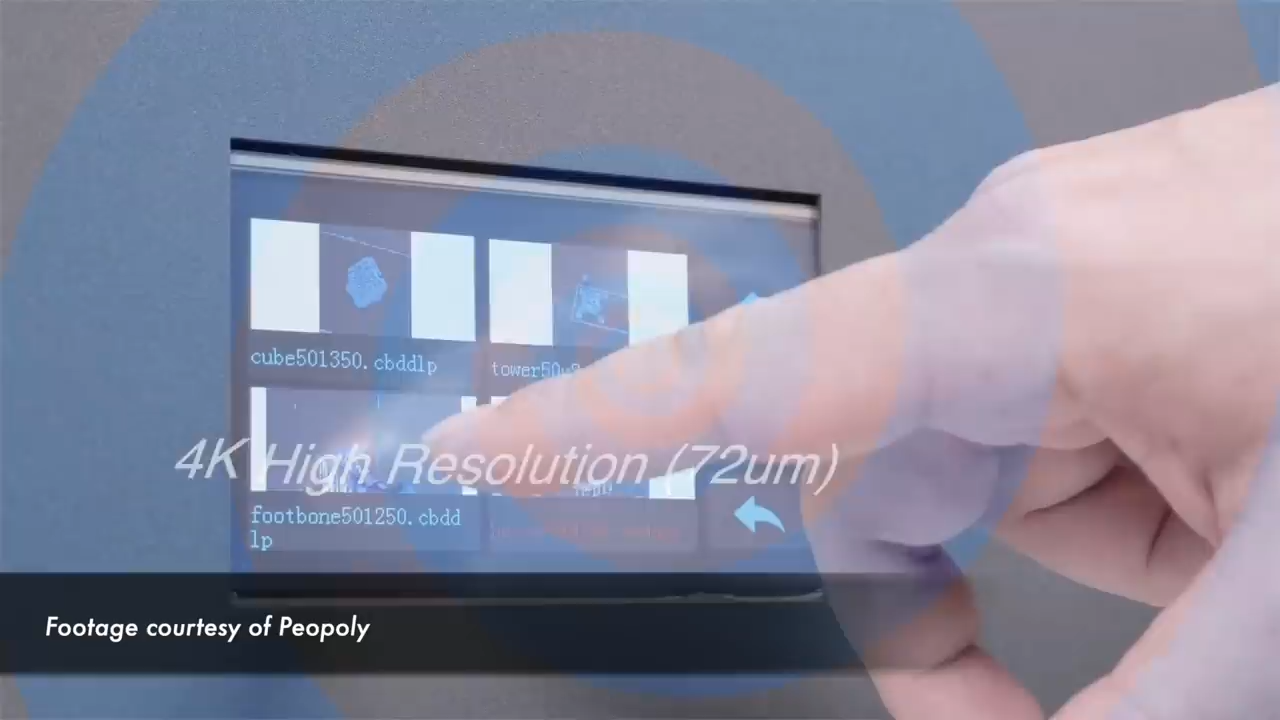 cube501350.cbddlp
footbone501250.cbdd
lp
4K High Resolution (72um)
Footage courtesy of Peopoly